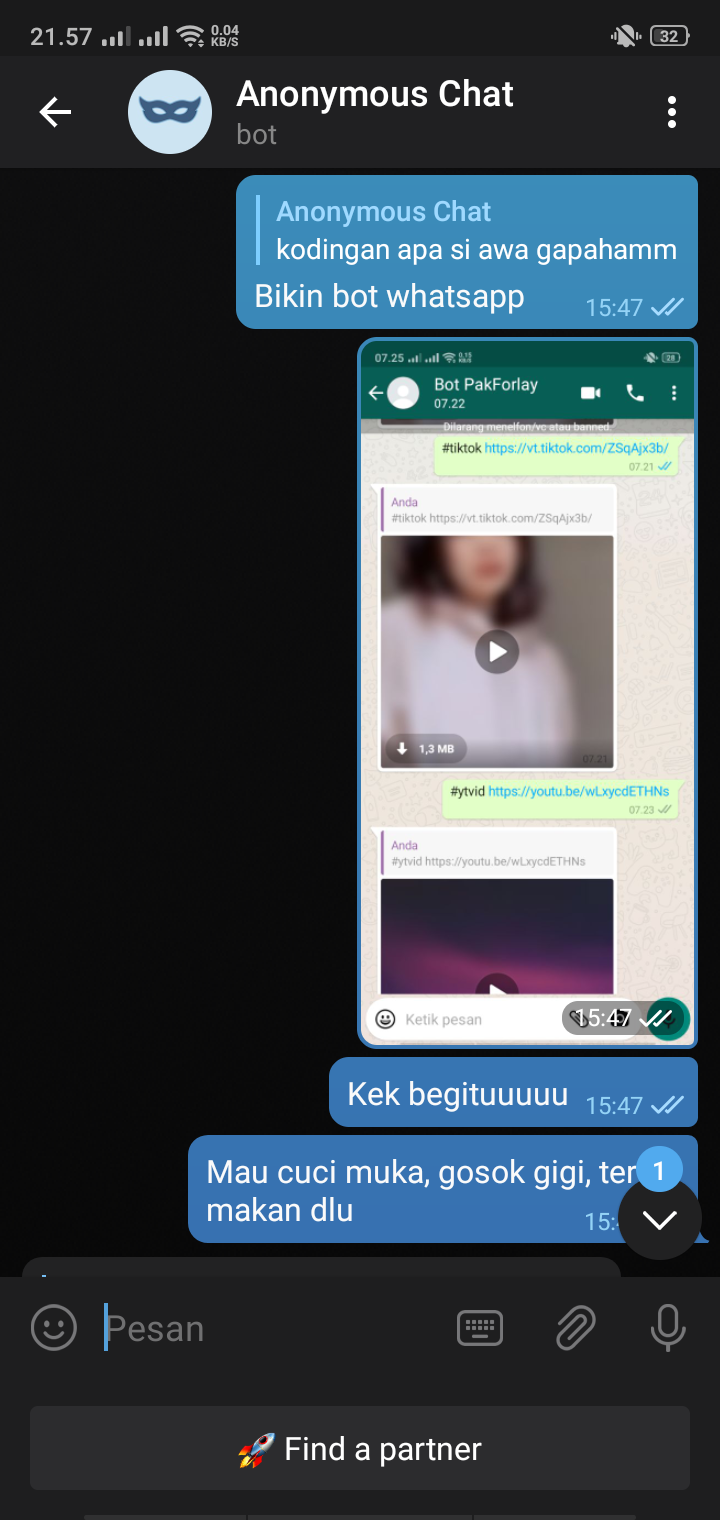 21.57
0.04
KB/S
32
Anonymous Chat
bot
Anonymous Chat
kodingan apa si awa gapahamm
Bikin bot whatsapp
15:47
07.25
0,15
KB/S
28
Bot PakForlay
07.22
Dilarang menelfon/vc atau banned.
#tiktok https://vt.tiktok.com/ZSqAjx3b/
07.21
Anda
#tiktok https://vt.tiktok.com/ZSqAjx3b/
1,3 MB
07.21
#ytvid https://youtu.be/wLxycdETHNs
07.23
Anda
#ytvid https://youtu.be/wLxycdETHNs
Ketik pesan
15:47
Kek begituuuuu
15:47
Mau cuci muka, gosok gigi, ter
makan dlu
15:4
1
Pesan
🚀 Find a partner